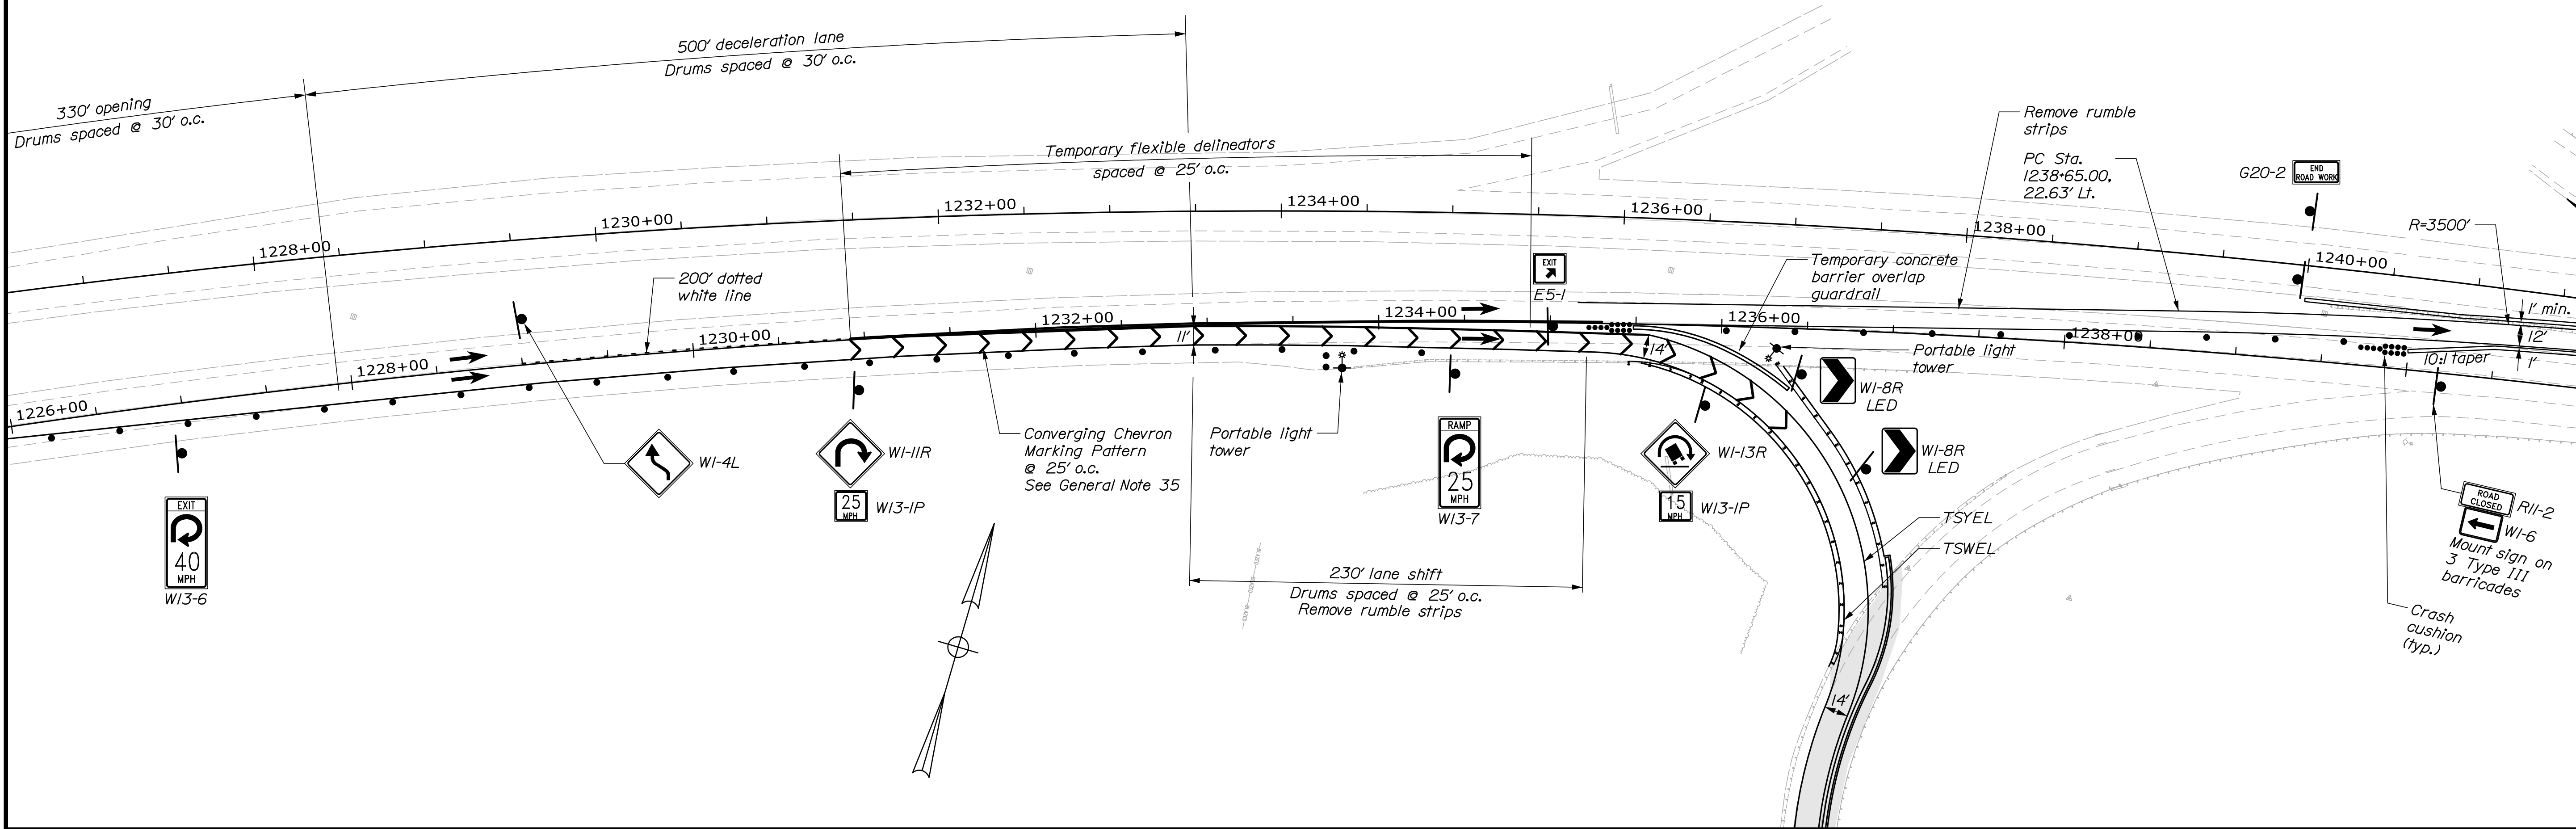 500' deceleration lane
Drums spaced @ 30' o.c.
330' opening
Drums spaced @ 30' o.c.
Temporary flexible delineators
spaced @ 25' o.c.
Remove rumble
strips
PC Sta.
1238+65.00,
22.63' Lt.
G20-2
END
ROAD WORK
R=3500'
1228+00
1230+00
1232+00
1234+00
1236+00
1238+00
1240+00
200' dotted
white line
EXIT
E5-1
Temporary concrete
barrier overlap
guardrail
1' min.
12'
1'
10:1 taper
1226+00
1228+00
1230+00
1232+00
1234+00
1236+00
1238+00
11'
14'
Portable light
tower
W1-8R
LED
W1-8R
LED
EXIT
40
MPH
W13-6
W1-4L
W1-11R
25
MPH
W13-1P
Converging Chevron
Marking Pattern
@ 25' o.c.
See General Note 35
Portable light
tower
RAMP
25
MPH
W13-7
W1-13R
15
MPH
W13-1P
TSYEL
TSWEL
230' lane shift
Drums spaced @ 25' o.c.
Remove rumble strips
14'
ROAD
CLOSED
R11-2
W1-6
Mount sign on
3 Type III
barricades
Crash
cushion
(typ.)